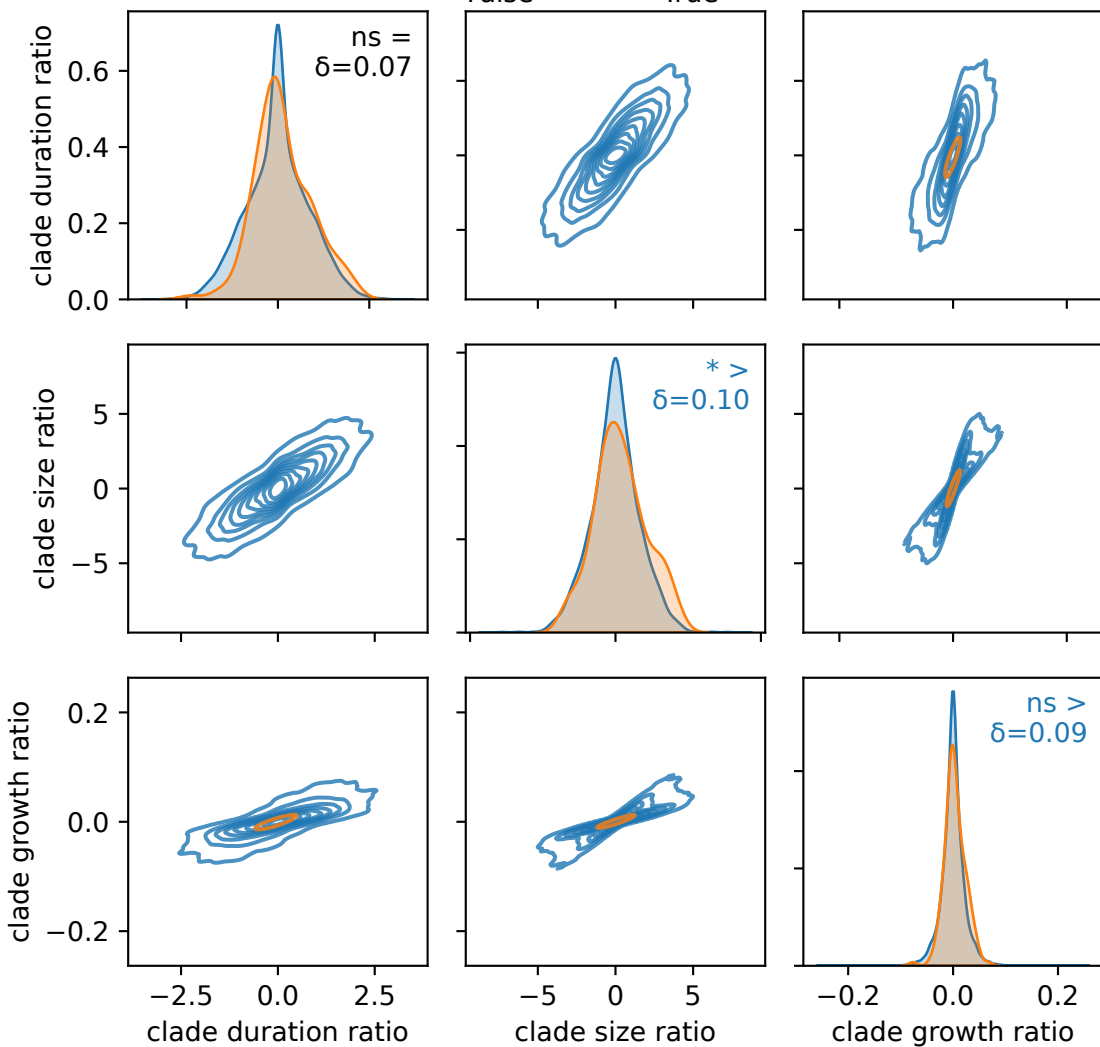 clade duration ratio
0.6
0.4
0.2
0.0
ns =
δ=0.07
clade size ratio
5
0
−5
* >
δ=0.10
clade growth ratio
0.2
0.0
−0.2
ns >
δ=0.09
−2.5 0.0 2.5
−5 0 5
−0.2 0.0 0.2
clade duration ratio
clade size ratio
clade growth ratio